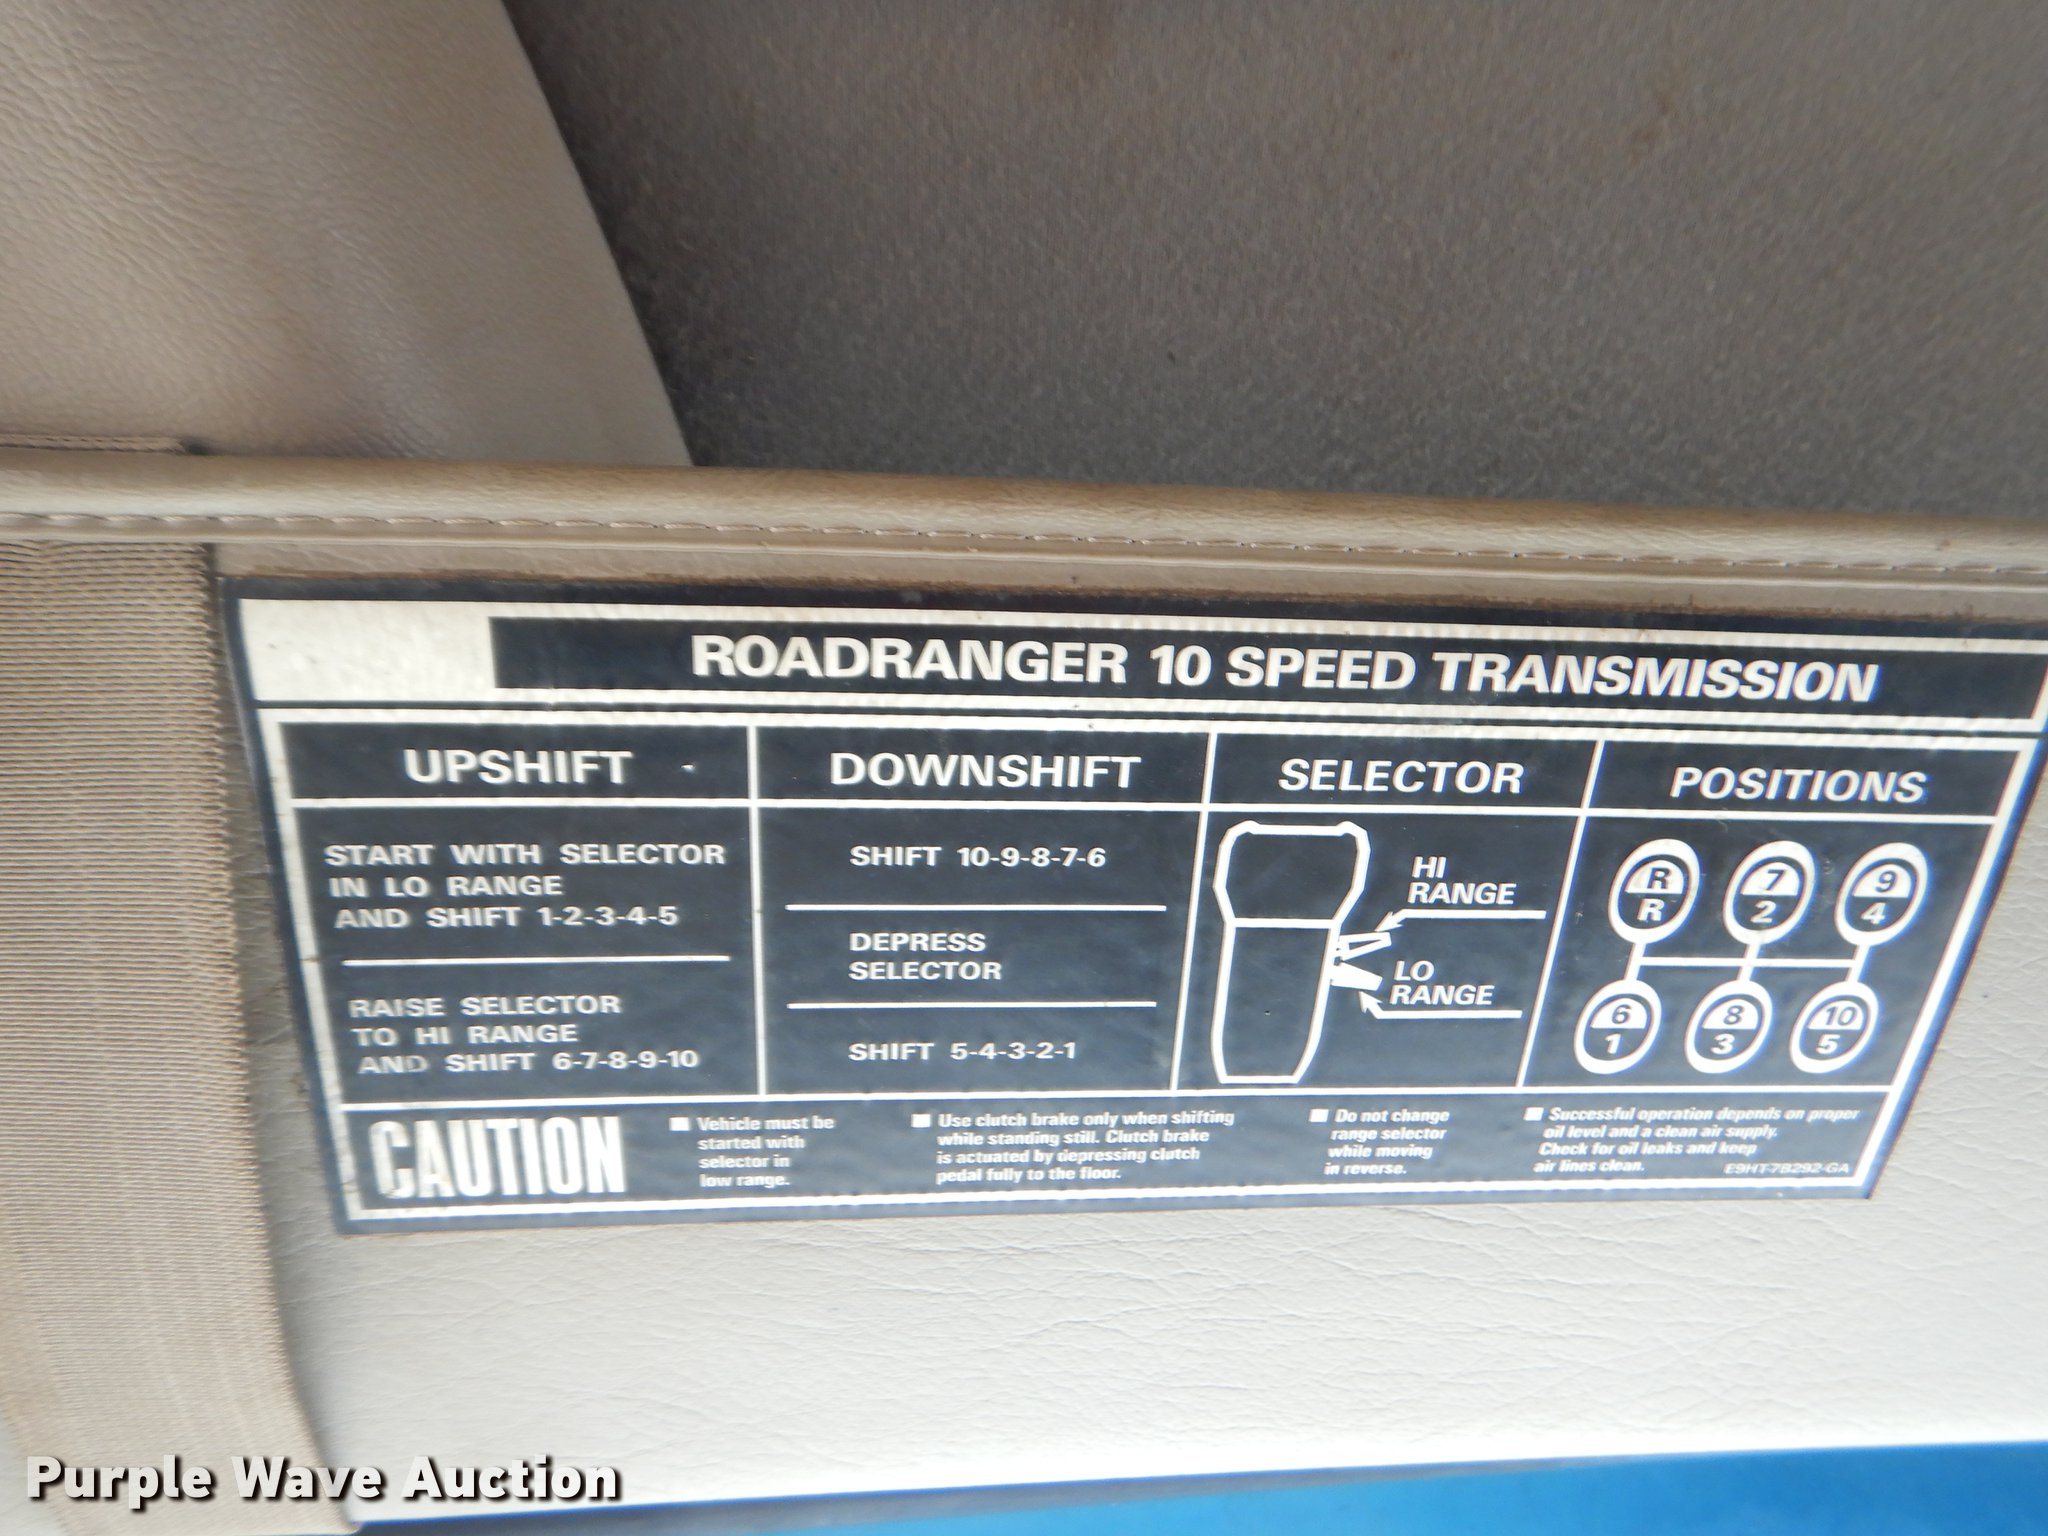 ROADRANGER 10 SPEED TRANSMISSION
UPSHIFT
START WITH SELECTOR
IN LO RANGE
AND SHIFT 1-2-3-4-5
RAISE SELECTOR
TO HI RANGE
AND SHIFT 6-7-8-9-10
DOWNSHIFT
SHIFT 10-9-8-7-6
DEPRESS
SELECTOR
SHIFT 5-4-3-2-1
SELECTOR
HI
RANGE
LO
RANGE
POSITIONS
R 7 9
R 2 4
6 8 10
1 3 5
CAUTION
■ Vehicle must be
started with
selector in
low range.
■ Use clutch brake only when shifting
while standing still. Clutch brake
is actuated by depressing clutch
pedal fully to the floor.
■ Do not change
range selector
while moving
in reverse.
■ Successful operation depends on proper
oil level and a clean air supply.
Check for oil leaks and keep
air lines clean.
E9HT-7B292-GA
Purple Wave Auction